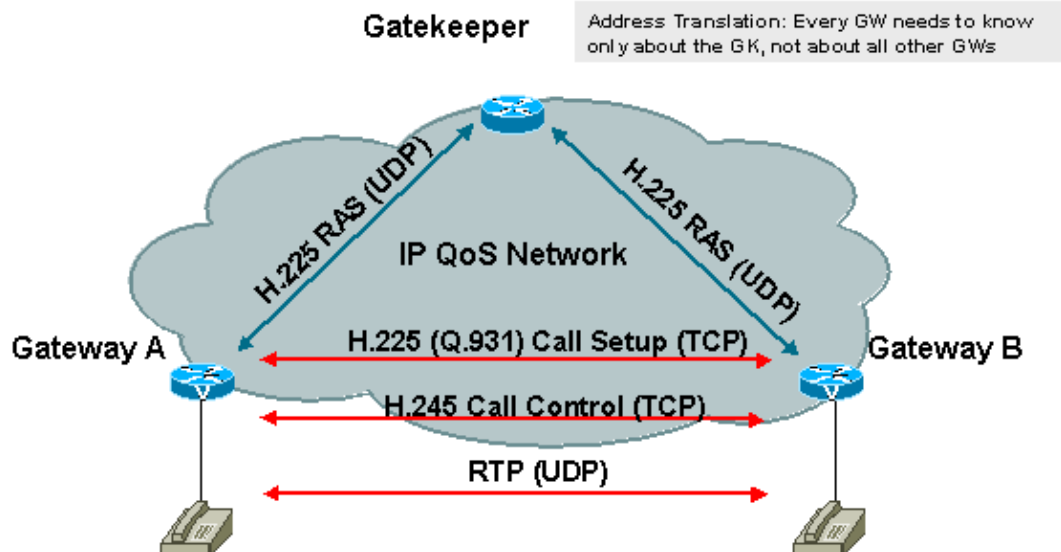 Gatekeeper
Address Translation: Every GW needs to know
only about the GK, not about all other GWs
H.225 RAS (UDP)
H.225 RAS (UDP)
IP QoS Network
Gateway A
H.225 (Q.931) Call Setup (TCP)
Gateway B
H.245 Call Control (TCP)
RTP (UDP)